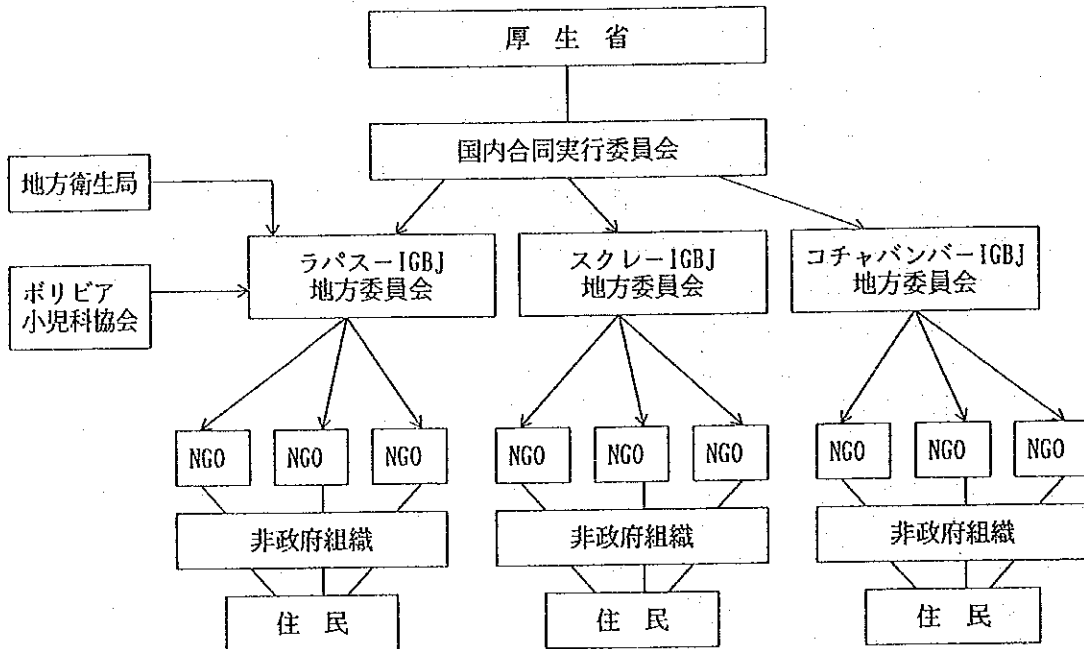 厚生省
国内合同実行委員会
地方衛生局
ラパスーIGBJ
地方委員会
スクレーIGBJ
地方委員会
コチャバンバーIGBJ
地方委員会
ボリビア
小児科協会
NGO
NGO
NGO
NGO
NGO
NGO
NGO
NGO
NGO
非政府組織
非政府組織
非政府組織
住民
住民
住民